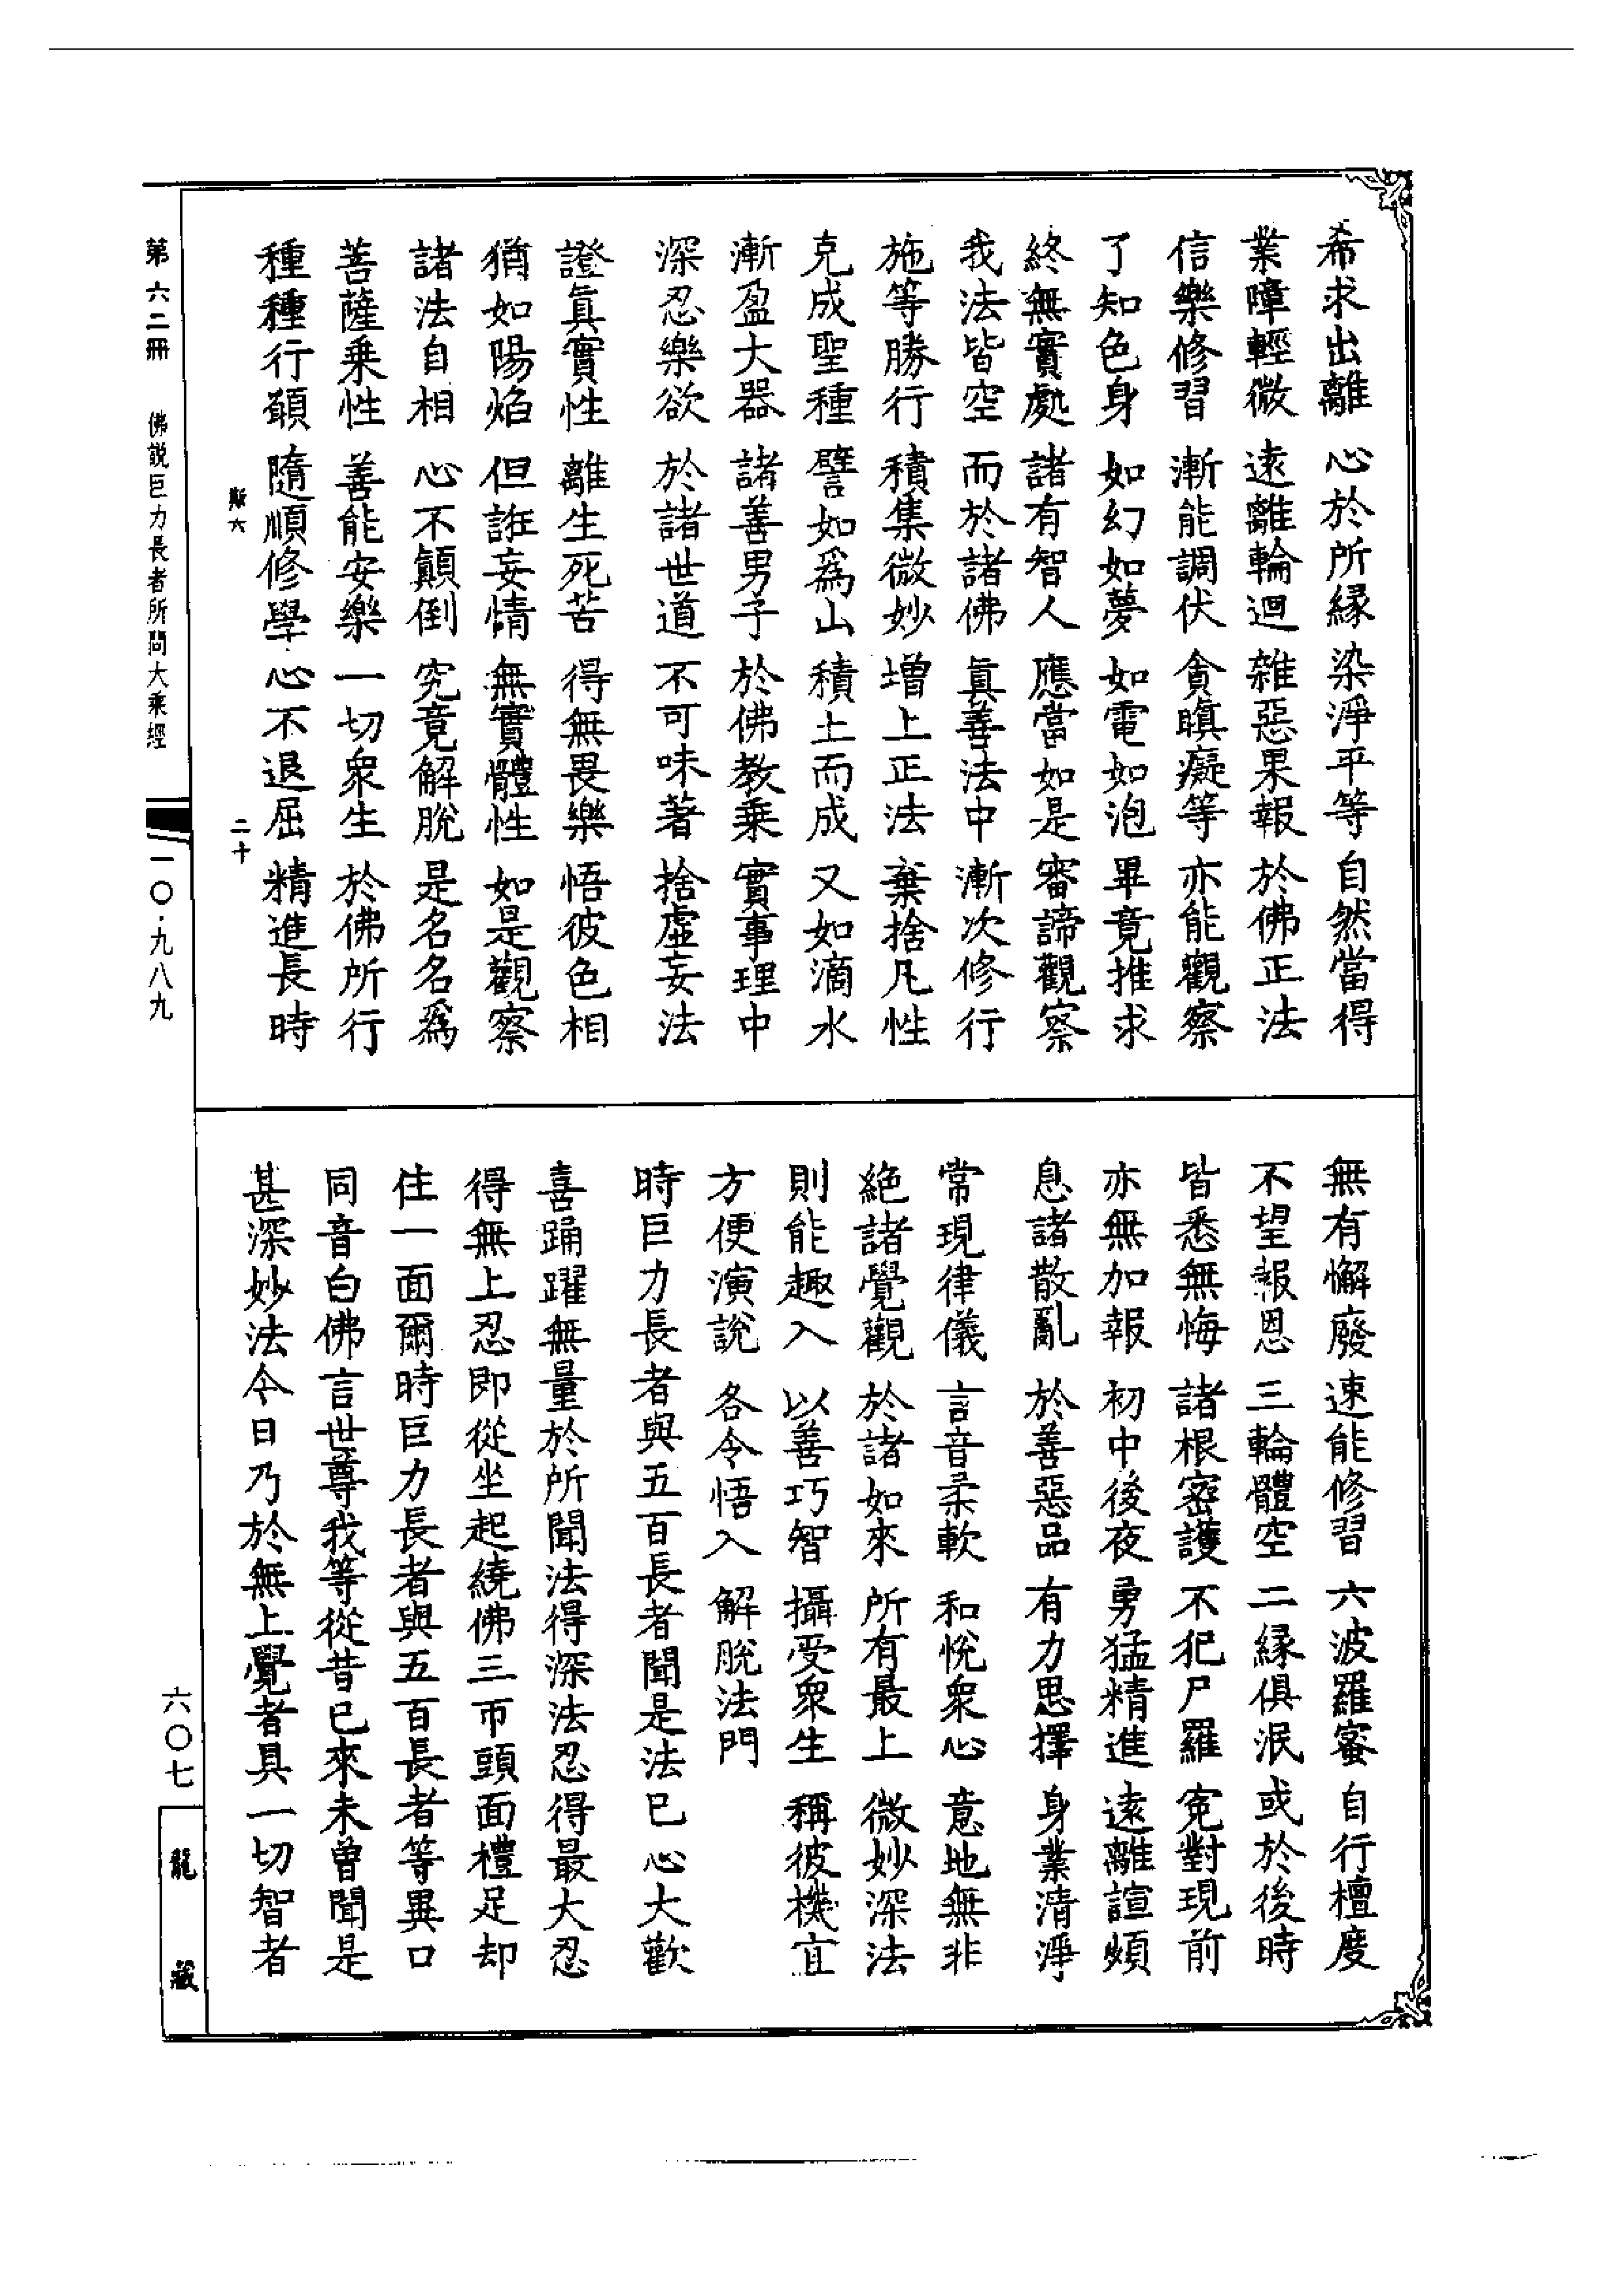 希求出離　心於所緣　染淨平等　自然當得
業障輕微　遠離輪迴　雜惡果報　於佛正法
信樂修習　漸能調伏　貪瞋癡等　亦能觀察
了知色身　如幻如夢　如電如泡　畢竟推求
終無實處　諸有智人　應當如是　審諦觀察
我法皆空　而於諸佛　真善法中　漸次修行
施等勝行　積集微妙　增上正法　棄捨凡性
克成聖種　譬如為山　積土而成　又如滴水
漸盈大器　諸善男子　於佛教乘　實事理中
深忍樂欲　於諸世道　不可味著　捨虛妄法
證真實性　離生死苦　得無畏樂　悟彼色相
猶如陽焰　但誑妄情　無實體性　如是觀察
諸法自相　心不顛倒　究竟解脫　是名名為
菩薩乘性　善能安樂　一切眾生　於佛所行
種種行願　隨順修學　心不退屈　精進長時
斯六　二十
無有懈廢　速能修習　六波羅蜜　自行檀度
不望報恩　三輪體空　二緣俱泯　或於後時
皆悉無悔　諸根密護　不犯尸羅　寃對現前
亦無加報　初中後夜　勇猛精進　遠離諠煩
息諸散亂　於善惡品　有力思擇　身業清淨
常現律儀　言音柔軟　和悅眾心　意地無非
絕諸覺觀　於諸如來　所有最上　微妙深法
則能趣入　以善巧智　攝受眾生　稱彼機宜
方便演說　各令悟入　解脫法門
時巨力長者與五百長者聞是法已心大歡
喜踊躍無量於所聞法得深法忍得最大忍
得無上忍即從坐起繞佛三帀頭面禮足却
住一面爾時巨力長者與五百長者等異口
同音白佛言世尊我等從昔已來未曾聞是
甚深妙法今日乃於無上覺者具一切智者
第六二冊　佛說巨力長者所問大乘經　一〇·九八九
六〇七　龍藏